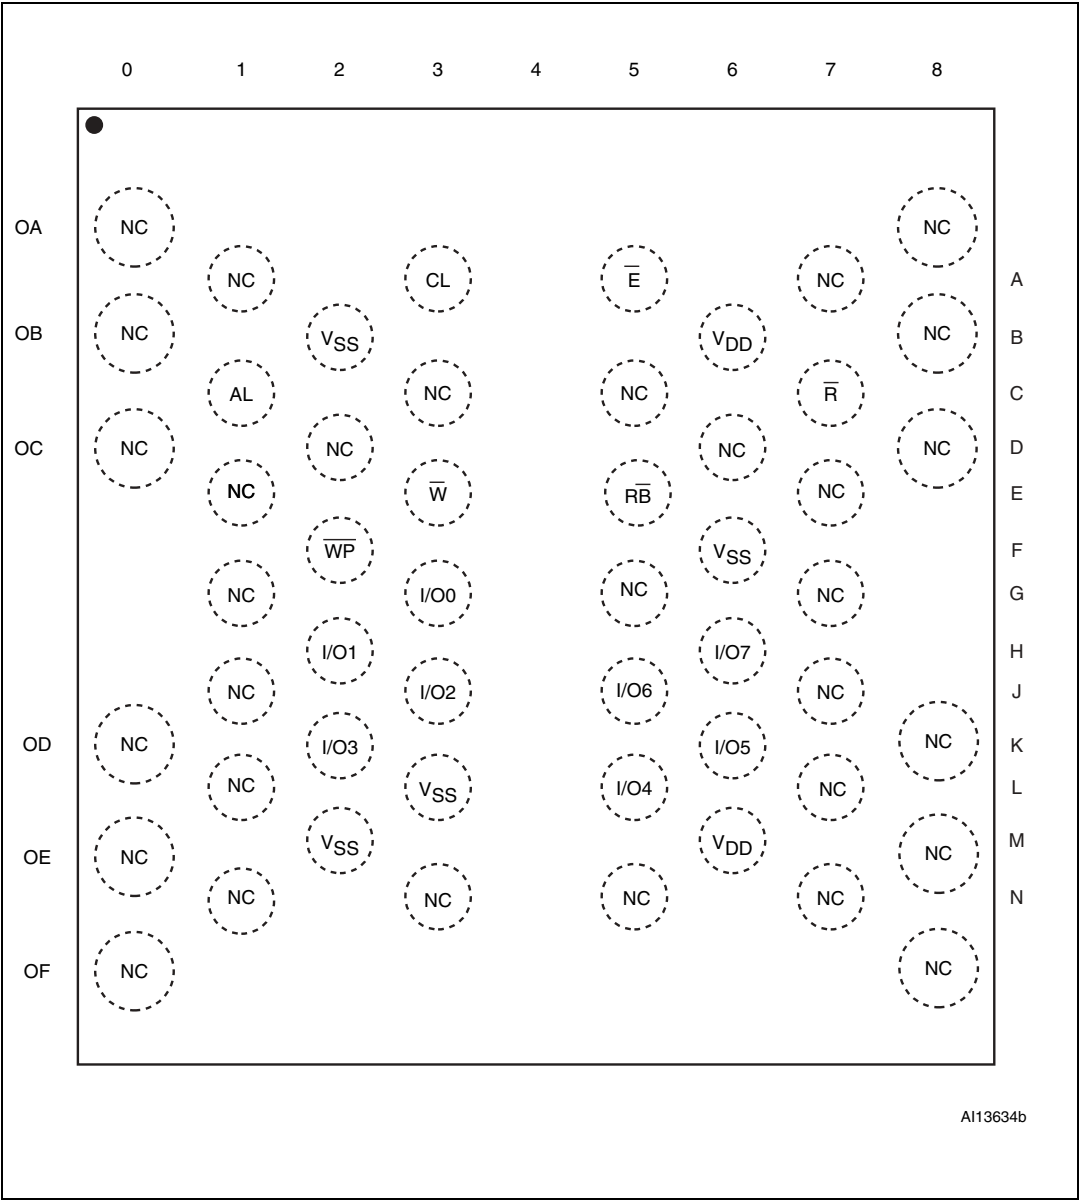 0 1 2 3 4 5 6 7 8
OA NC NC
NC CL E̅ NC A
OB NC VSS VDD NC B
AL NC NC R̅ C
OC NC NC NC NC D
NC W̅ RB̅ NC E
W̅P̅ VSS F
NC I/O0 NC NC G
I/O1 I/O7 H
NC I/O2 I/O6 NC J
OD NC I/O3 I/O5 NC K
NC VSS I/O4 NC L
OE NC VSS VDD NC M
NC NC NC NC N
OF NC NC
AI13634b